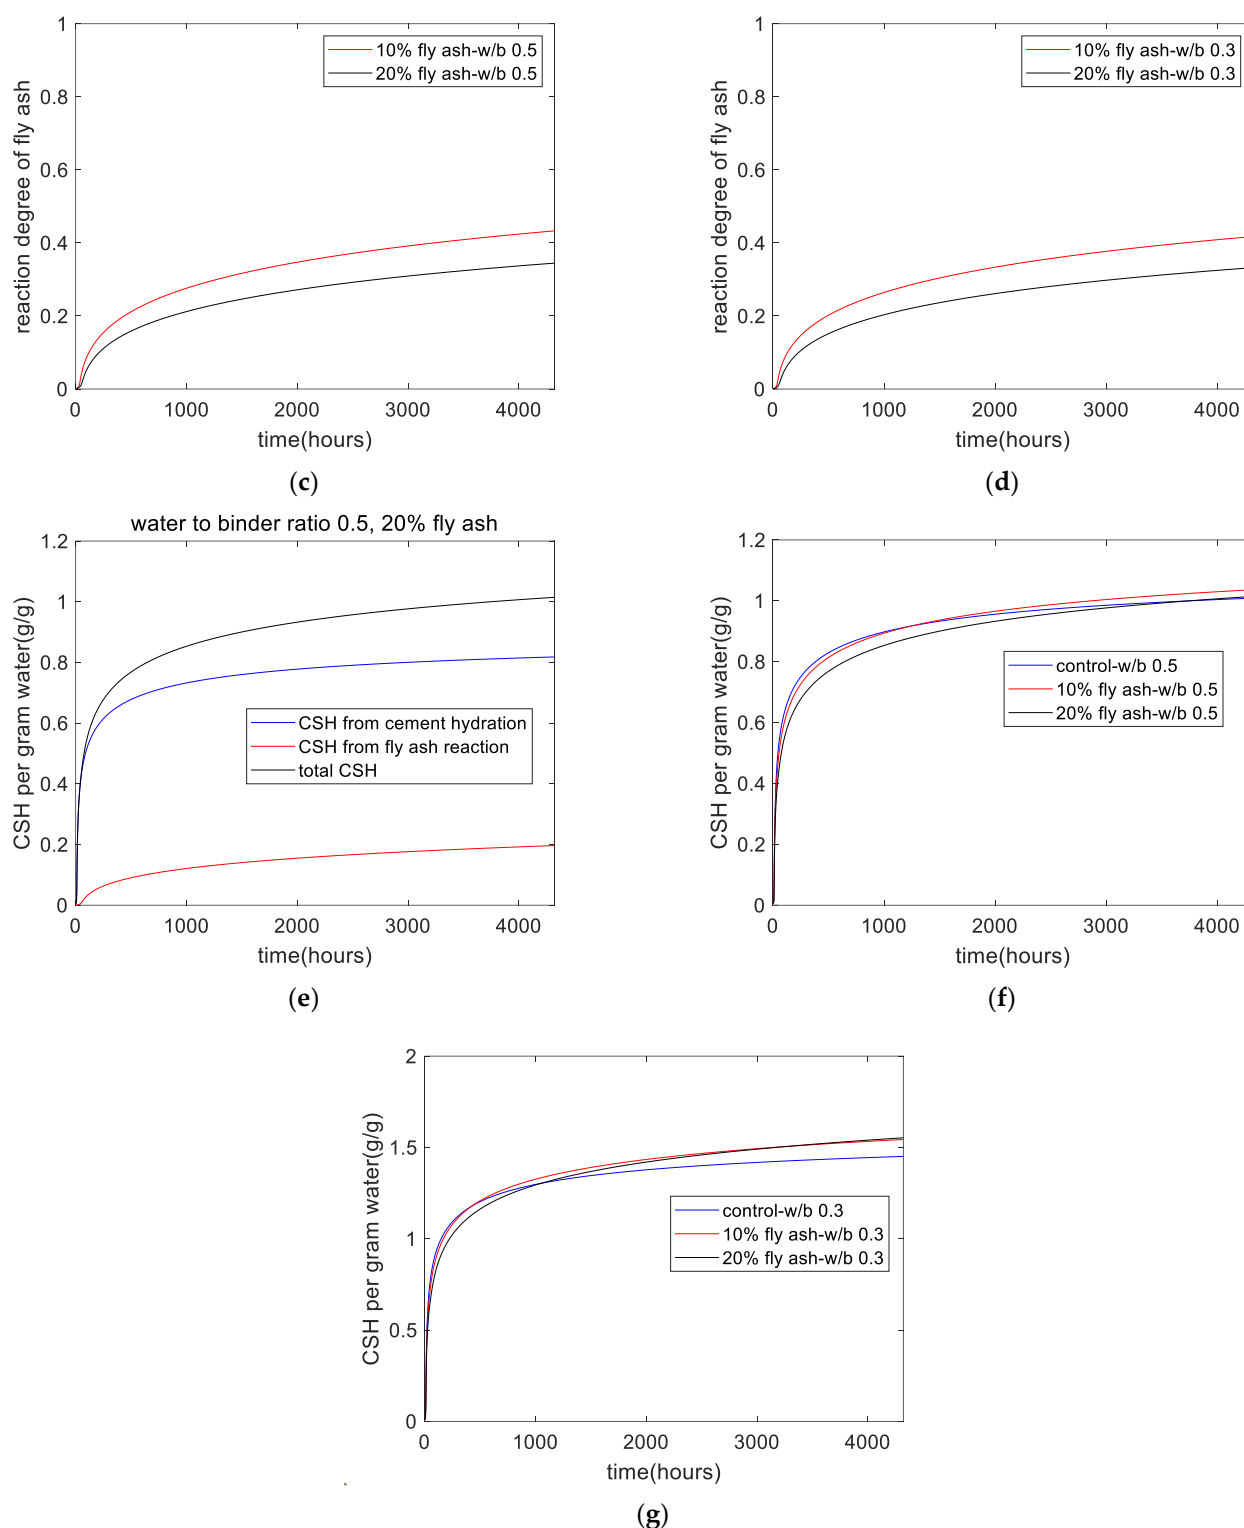 1
0.8
0.6
0.4
0.2
0
0 1000 2000 3000 4000
reaction degree of fly ash
time(hours)
10% fly ash-w/b 0.5
20% fly ash-w/b 0.5
(c)
1
0.8
0.6
0.4
0.2
0
0 1000 2000 3000 4000
reaction degree of fly ash
time(hours)
10% fly ash-w/b 0.3
20% fly ash-w/b 0.3
(d)
water to binder ratio 0.5, 20% fly ash
1.2
1
0.8
0.6
0.4
0.2
0
0 1000 2000 3000 4000
CSH per gram water(g/g)
time(hours)
CSH from cement hydration
CSH from fly ash reaction
total CSH
(e)
1.2
1
0.8
0.6
0.4
0.2
0
0 1000 2000 3000 4000
CSH per gram water(g/g)
time(hours)
control-w/b 0.5
10% fly ash-w/b 0.5
20% fly ash-w/b 0.5
(f)
2
1.5
1
0.5
0
0 1000 2000 3000 4000
CSH per gram water(g/g)
time(hours)
control-w/b 0.3
10% fly ash-w/b 0.3
20% fly ash-w/b 0.3
(g)